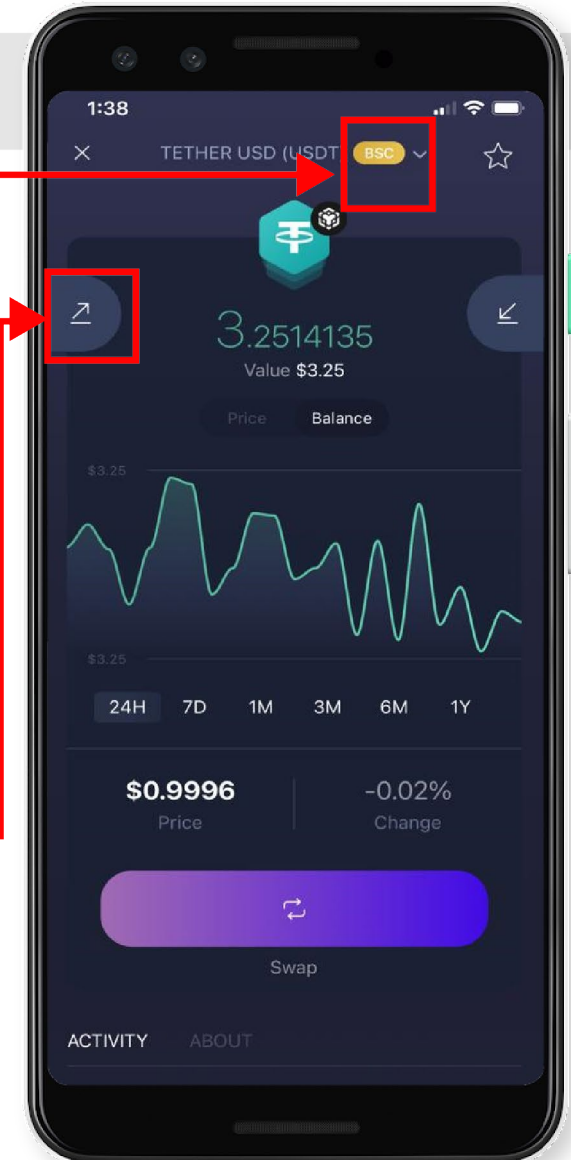 1:38
TETHER USD (USDT) BSC
3.2514135
Value $3.25
Price Balance
$3.25
$3.25
24H 7D 1M 3M 6M 1Y
$0.9996 -0.02%
Price Change
Swap
ACTIVITY ABOUT